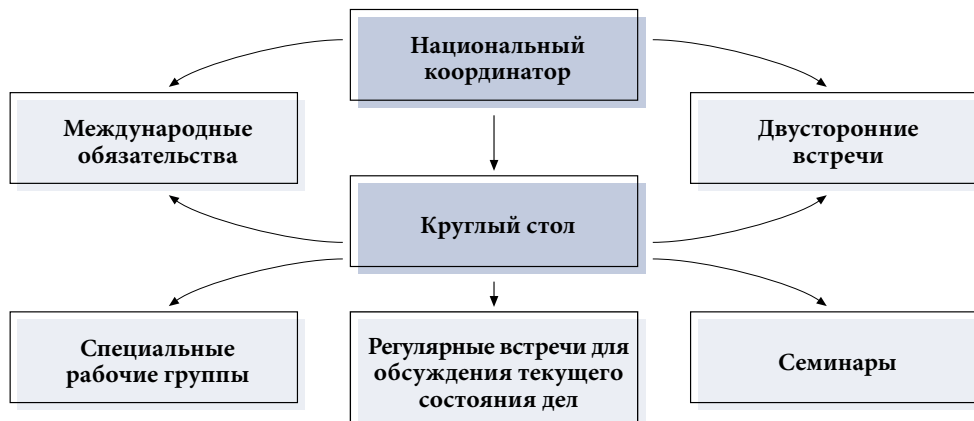 Национальный
координатор
Международные
обязательства
Двусторонние
встречи
Круглый стол
Специальные
рабочие группы
Регулярные встречи для
обсуждения текущего
состояния дел
Семинары